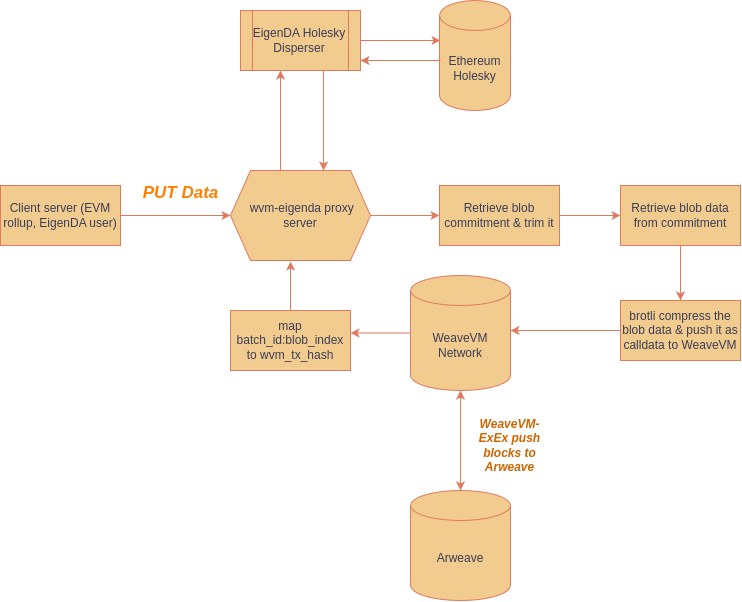 EigenDA Holesky
Disperser
Ethereum
Holesky
PUT Data
Client server (EVM
rollup, EigenDA user)
wvm-eigenda proxy
server
Retrieve blob
commitment & trim it
Retrieve blob data
from commitment
map
batch_id:blob_index
to wvm_tx_hash
WeaveVM
Network
brotli compress the
blob data & push it as
calldata to WeaveVM
WeaveVM-
ExEx push
blocks to
Arweave
Arweave